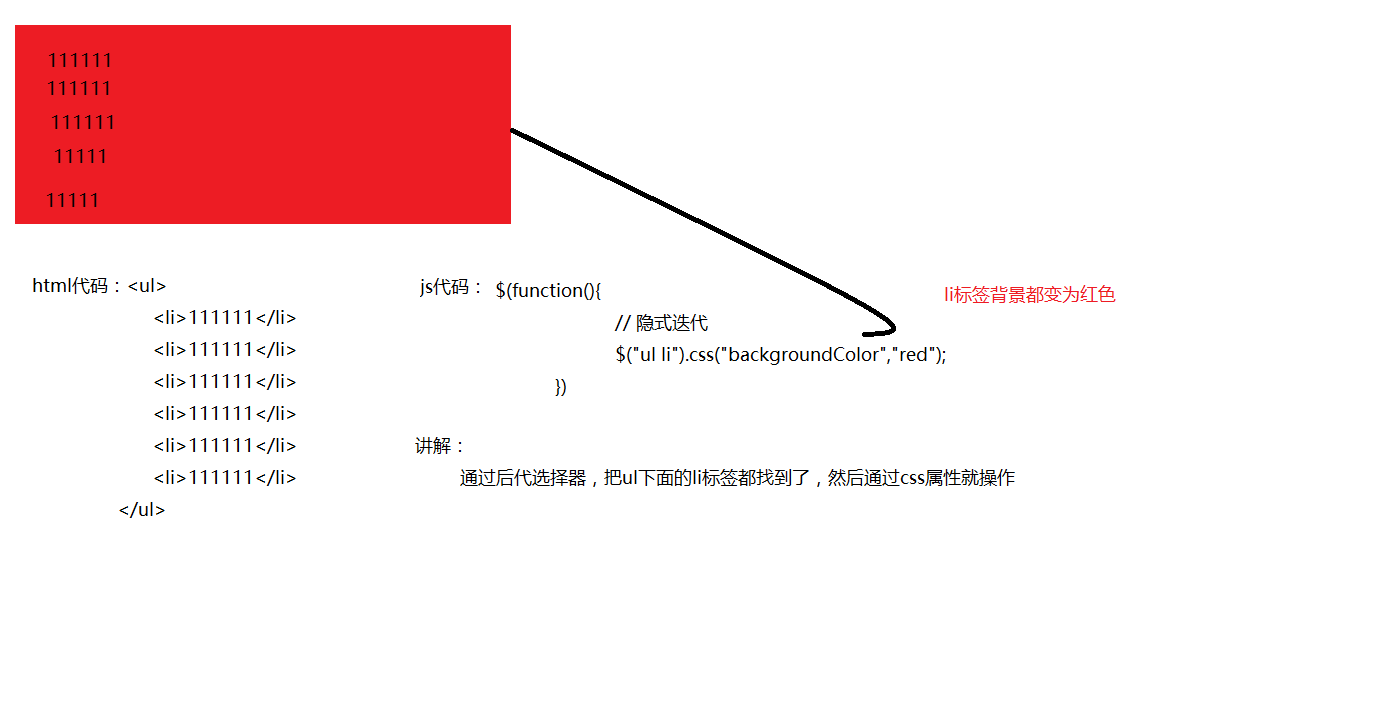 111111
111111
111111
11111
11111
html代码：<ul>
<li>111111</li>
<li>111111</li>
<li>111111</li>
<li>111111</li>
<li>111111</li>
<li>111111</li>
</ul>
js代码： $(function(){
// 隐式迭代
$("ul li").css("backgroundColor","red");
})
li标签背景都变为红色
讲解：
通过后代选择器，把ul下面的li标签都找到了，然后通过css属性就操作